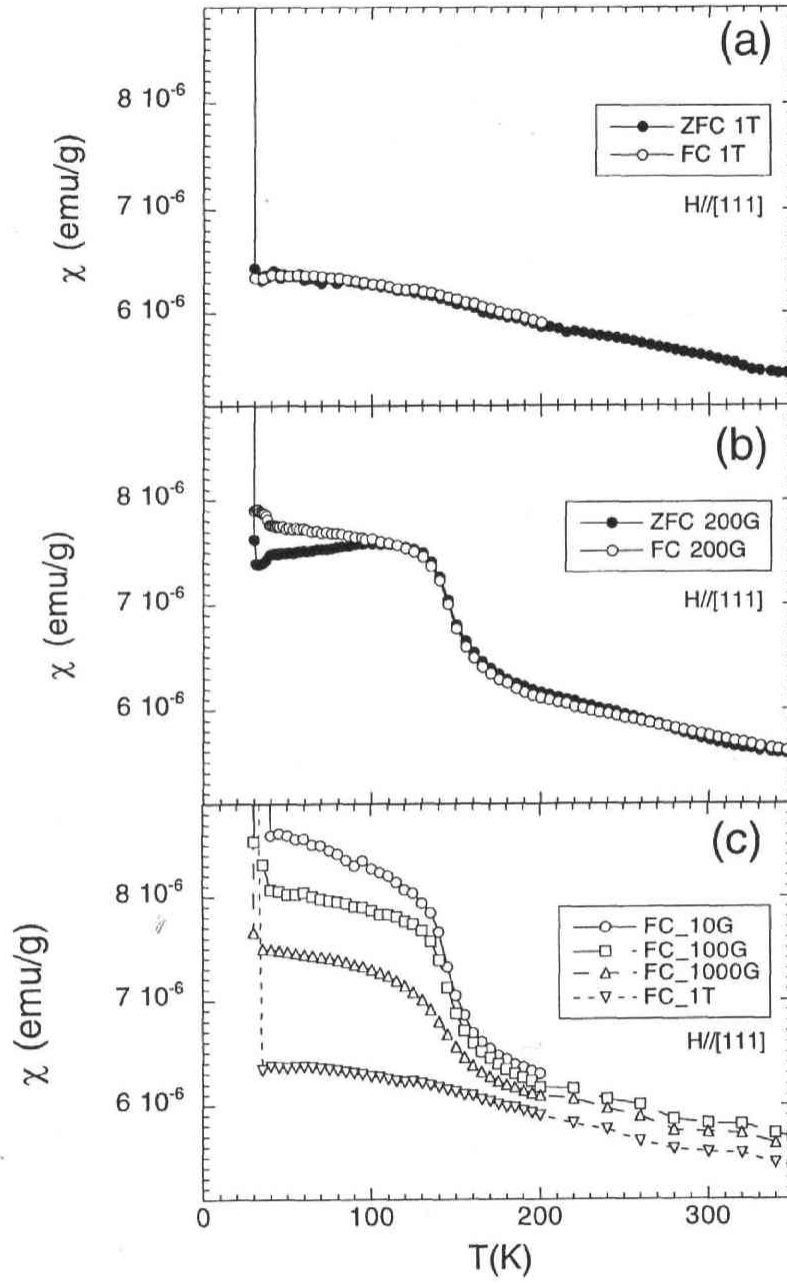 (a)
8 10-6
7 10-6
6 10-6
χ (emu/g)
ZFC 1T
FC 1T
H//[111]
(b)
8 10-6
7 10-6
6 10-6
χ (emu/g)
ZFC 200G
FC 200G
H//[111]
(c)
8 10-6
7 10-6
6 10-6
χ (emu/g)
FC_10G
FC_100G
FC_1000G
FC_1T
H//[111]
0 100 200 300
T(K)